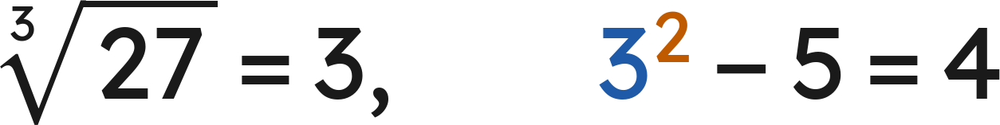 ∛27 = 3, 3² − 5 = 4